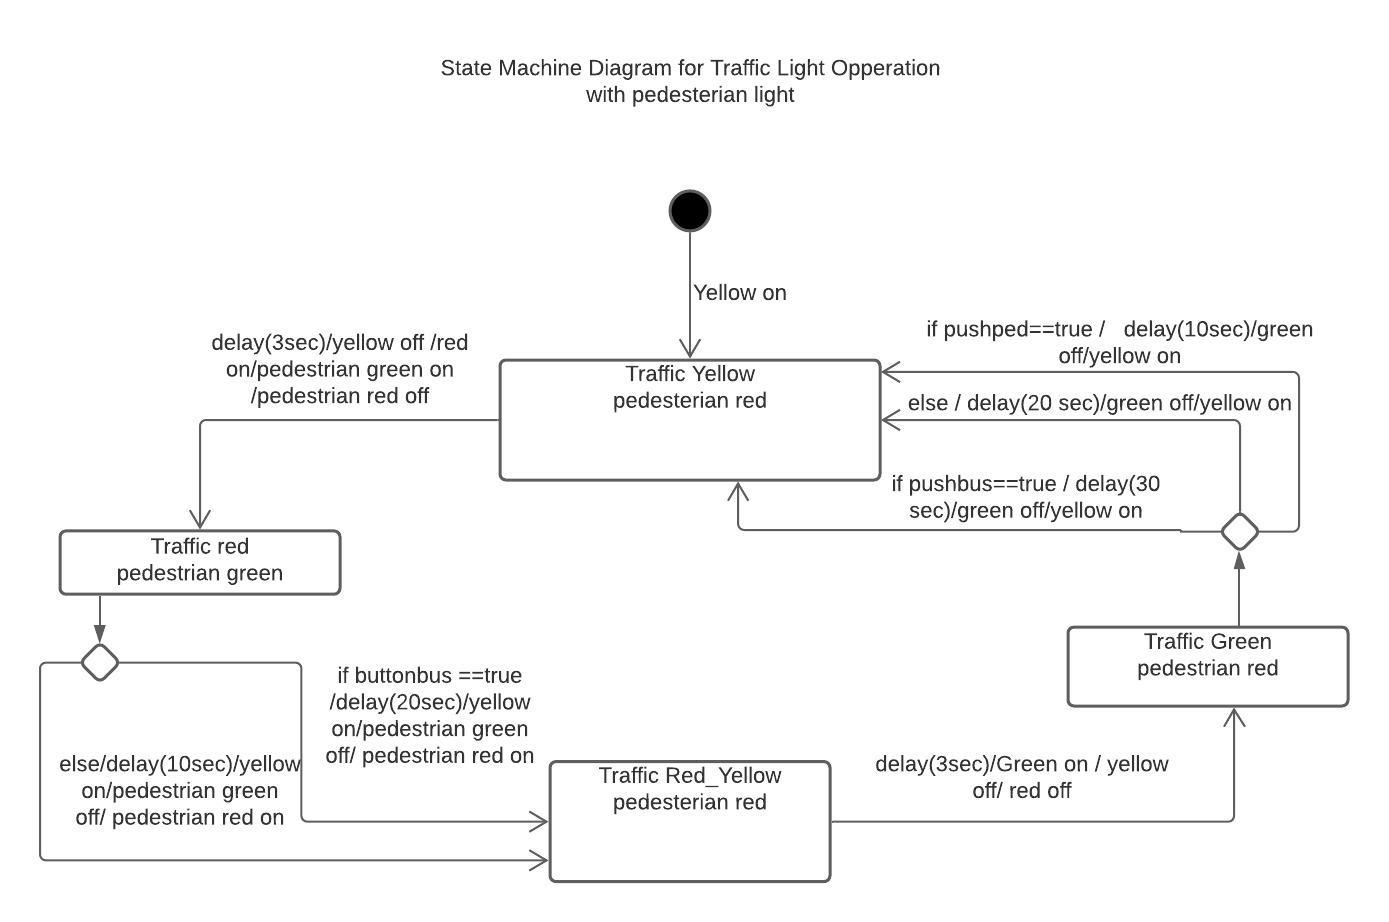 State Machine Diagram for Traffic Light Opperation
with pedesterian light
Yellow on
delay(3sec)/yellow off /red
on/pedestrian green on
/pedestrian red off
if pushped==true /   delay(10sec)/green
off/yellow on
Traffic Yellow
pedesterian red
else / delay(20 sec)/green off/yellow on
if pushbus==true / delay(30
sec)/green off/yellow on
Traffic red
pedestrian green
Traffic Green
pedestrian red
if buttonbus ==true
/delay(20sec)/yellow
on/pedestrian green
off/ pedestrian red on
else/delay(10sec)/yellow
on/pedestrian green
off/ pedestrian red on
Traffic Red_Yellow
pedesterian red
delay(3sec)/Green on / yellow
off/ red off